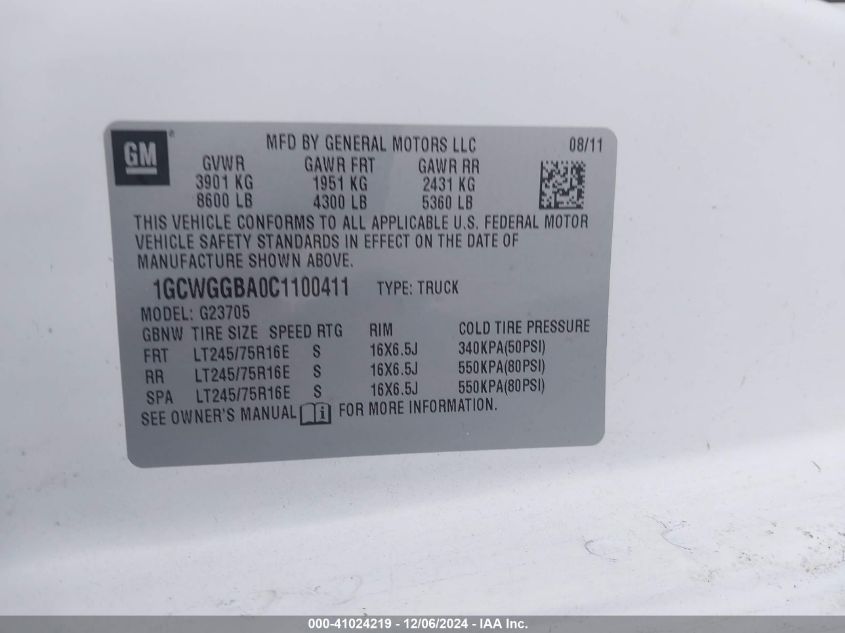 GM®
MFD BY GENERAL MOTORS LLC 08/11
GVWR GAWR FRT GAWR RR
3901 KG 1951 KG 2431 KG
8600 LB 4300 LB 5360 LB
THIS VEHICLE CONFORMS TO ALL APPLICABLE U.S. FEDERAL MOTOR
VEHICLE SAFETY STANDARDS IN EFFECT ON THE DATE OF
MANUFACTURE SHOWN ABOVE.
1GCWGGBA0C1100411 TYPE: TRUCK
MODEL: G23705
GBNW TIRE SIZE SPEED RTG RIM COLD TIRE PRESSURE
FRT LT245/75R16E S 16X6.5J 340KPA(50PSI)
RR LT245/75R16E S 16X6.5J 550KPA(80PSI)
SPA LT245/75R16E S 16X6.5J 550KPA(80PSI)
SEE OWNER'S MANUAL i FOR MORE INFORMATION.
000-41024219 - 12/06/2024 - IAA Inc.